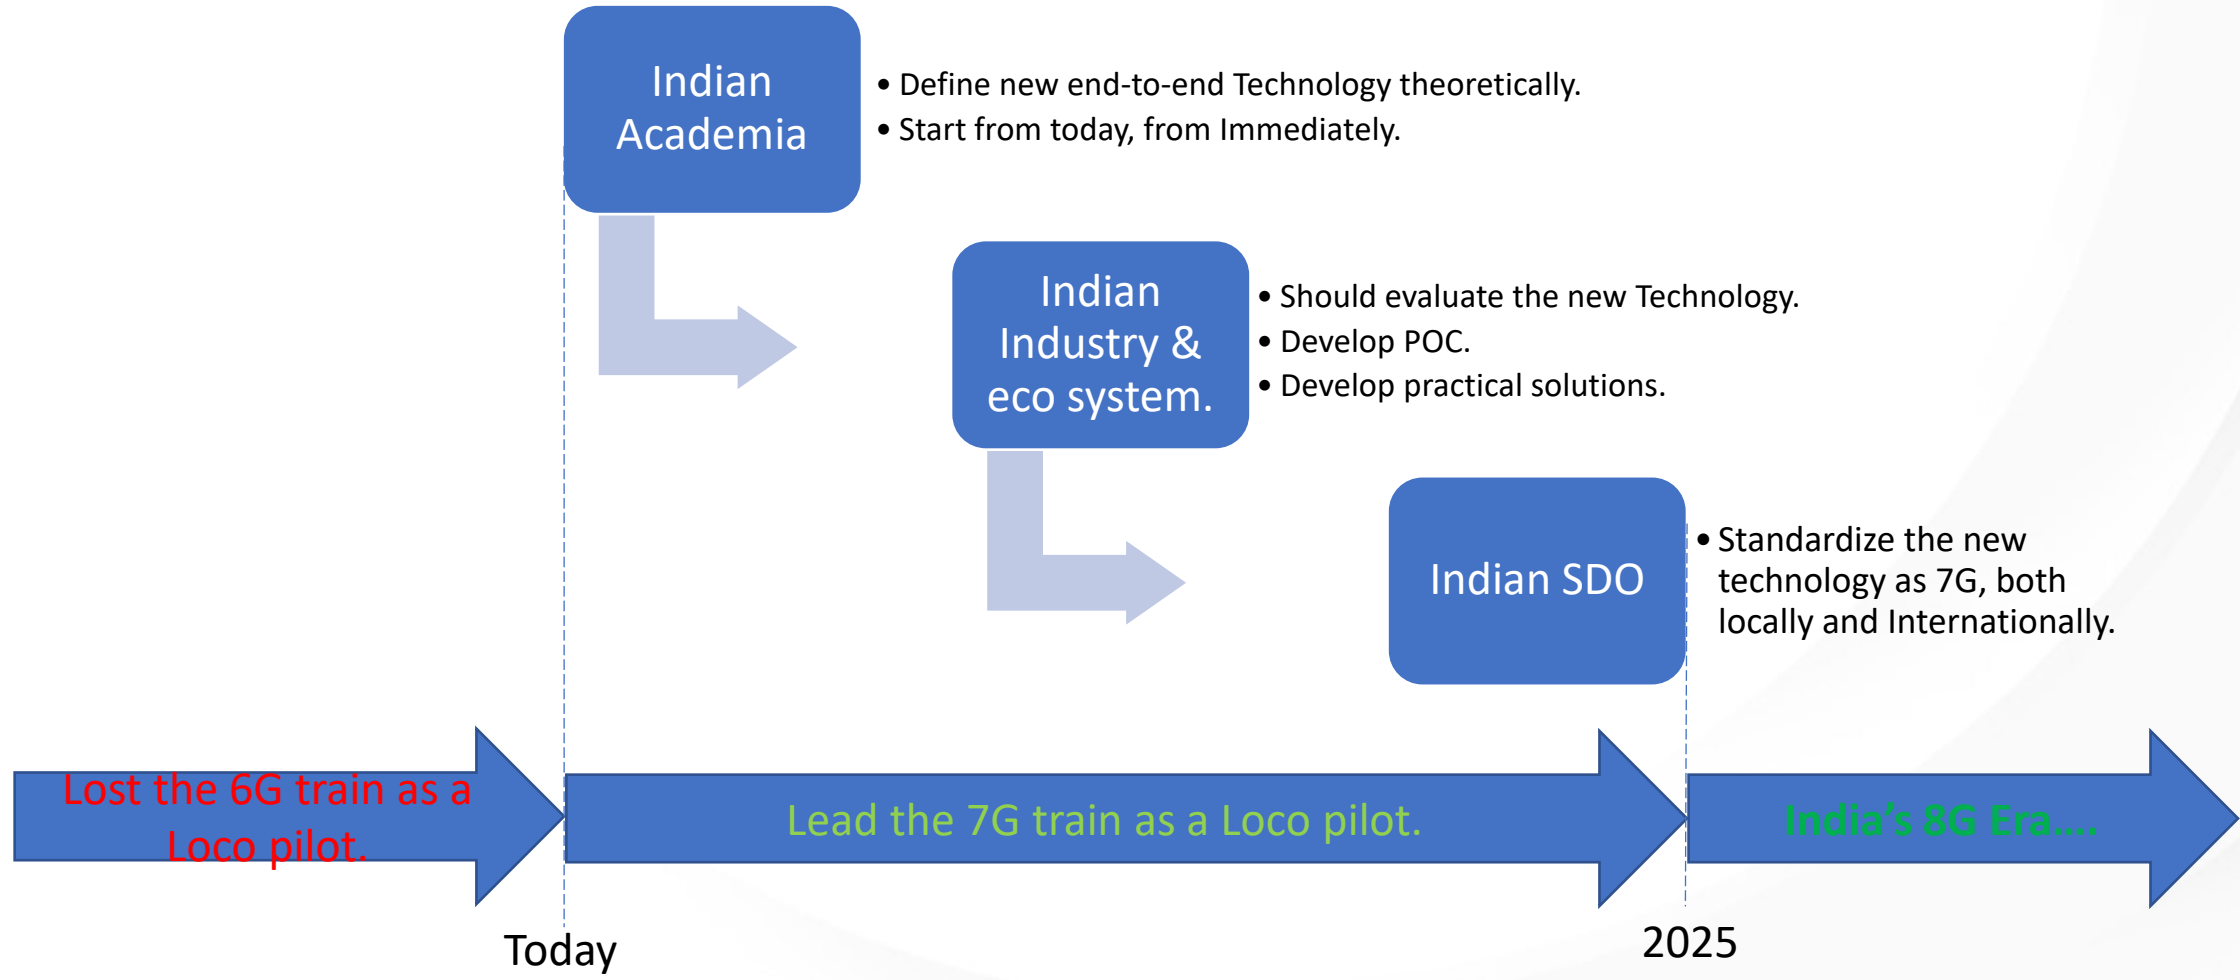 Indian
Academia
• Define new end-to-end Technology theoretically.
• Start from today, from Immediately.
Indian
Industry &
eco system.
• Should evaluate the new Technology.
• Develop POC.
• Develop practical solutions.
Indian SDO
• Standardize the new
technology as 7G, both
locally and Internationally.
Lost the 6G train as a
Loco pilot.
Lead the 7G train as a Loco pilot.
India’s 8G Era….
Today
2025